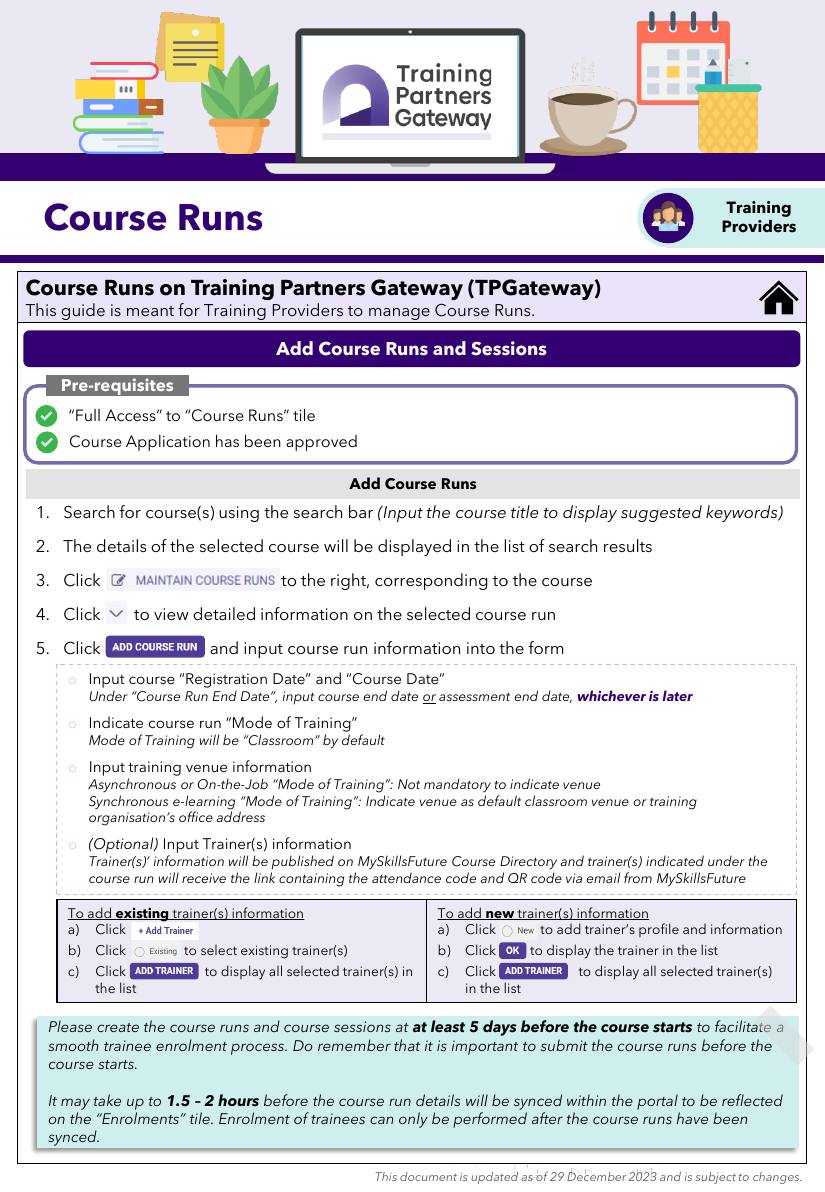 Training
Partners
Gateway
Course Runs
Training
Providers
Course Runs on Training Partners Gateway (TPGateway)
This guide is meant for Training Providers to manage Course Runs.
Add Course Runs and Sessions
Pre-requisites
“Full Access” to “Course Runs” tile
Course Application has been approved
Add Course Runs
1. Search for course(s) using the search bar (Input the course title to display suggested keywords)
2. The details of the selected course will be displayed in the list of search results
3. Click MAINTAIN COURSE RUNS to the right, corresponding to the course
4. Click to view detailed information on the selected course run
5. Click ADD COURSE RUN and input course run information into the form
Input course “Registration Date” and “Course Date”
Under “Course Run End Date”, input course end date or assessment end date, whichever is later
Indicate course run “Mode of Training”
Mode of Training will be “Classroom” by default
Input training venue information
Asynchronous or On-the-Job “Mode of Training”: Not mandatory to indicate venue
Synchronous e-learning “Mode of Training”: Indicate venue as default classroom venue or training
organisation’s office address
(Optional) Input Trainer(s) information
Trainer(s)’ information will be published on MySkillsFuture Course Directory and trainer(s) indicated under the
course run will receive the link containing the attendance code and QR code via email from MySkillsFuture
To add existing trainer(s) information
a) Click + Add Trainer
b) Click Existing to select existing trainer(s)
c) Click ADD TRAINER to display all selected trainer(s) in
the list
To add new trainer(s) information
a) Click New to add trainer’s profile and information
b) Click OK to display the trainer in the list
c) Click ADD TRAINER to display all selected trainer(s)
in the list
Please create the course runs and course sessions at at least 5 days before the course starts to facilitate a
smooth trainee enrolment process. Do remember that it is important to submit the course runs before the
course starts.
It may take up to 1.5 – 2 hours before the course run details will be synced within the portal to be reflected
on the “Enrolments” tile. Enrolment of trainees can only be performed after the course runs have been
synced.
This document is updated as of 29 December 2023 and is subject to changes.